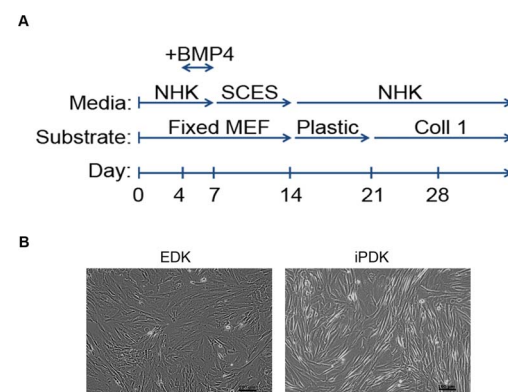 A
+BMP4
Media: NHK SCES NHK
Substrate: Fixed MEF Plastic Coll 1
Day:
0 4 7 14 21 28
B
EDK iPDK